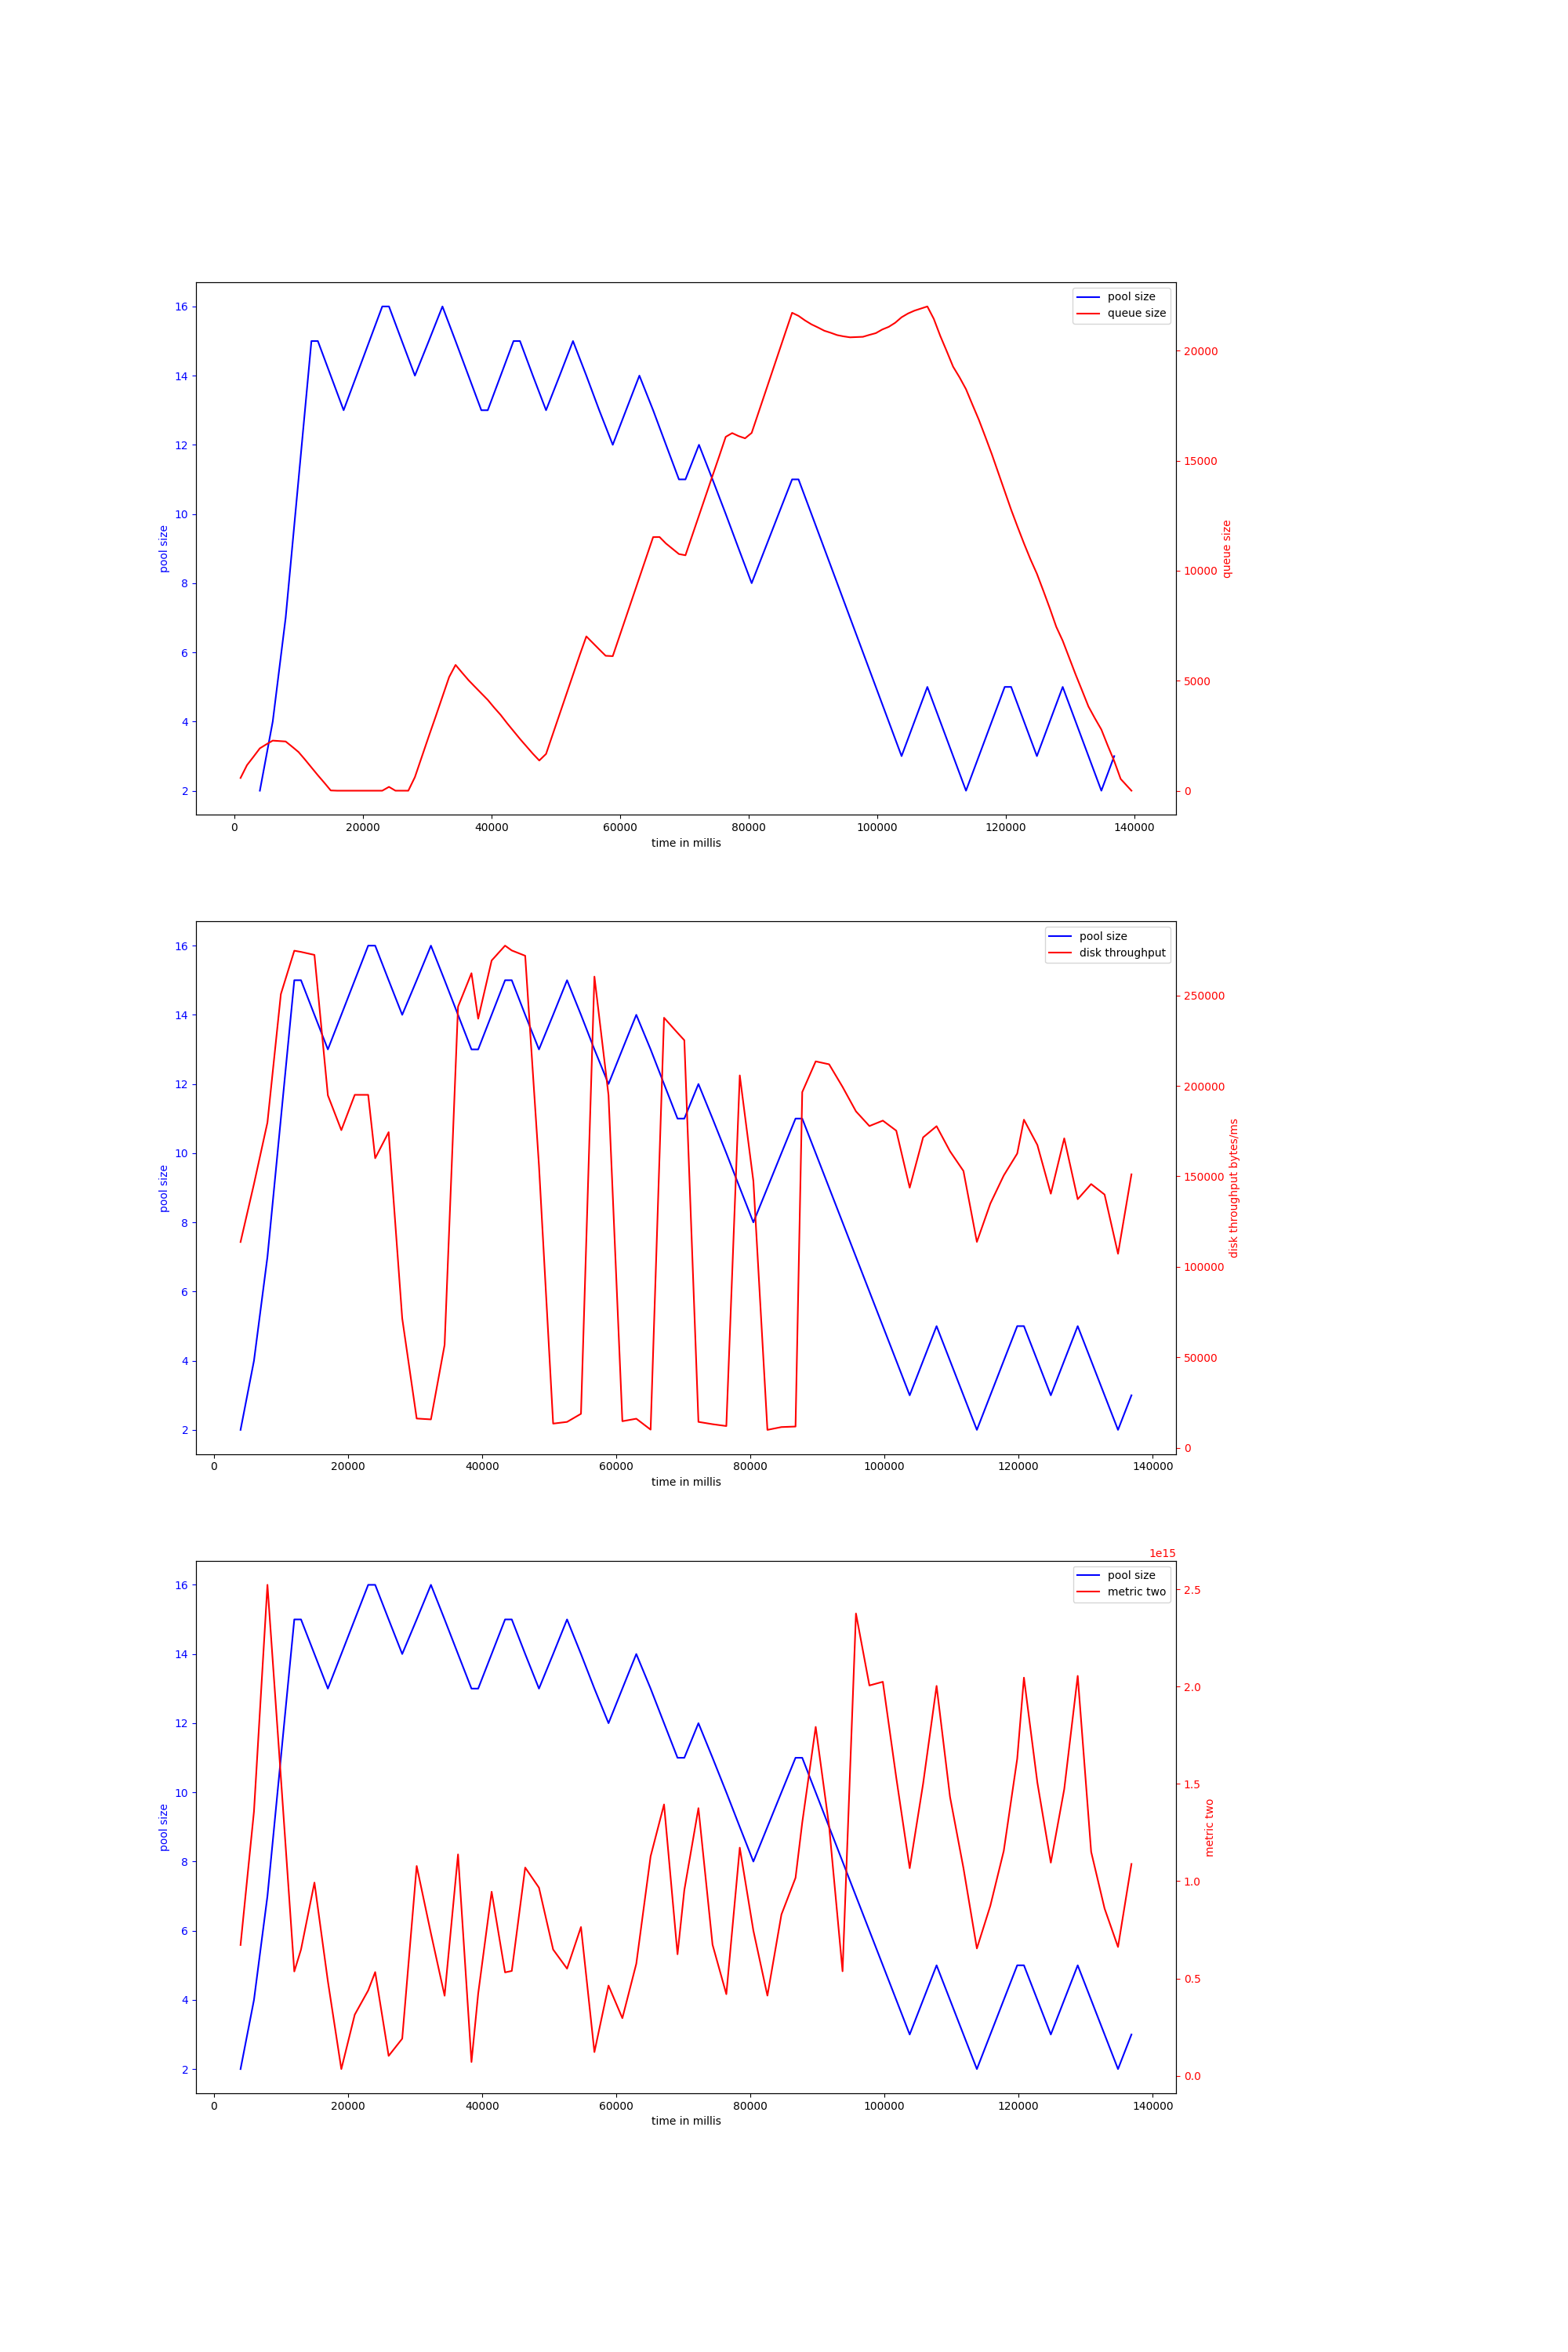 pool size
queue size
16
14
12
10
8
6
4
2
pool size
20000
15000
10000
5000
0
queue size
0 20000 40000 60000 80000 100000 120000 140000
time in millis
pool size
disk throughput
16
14
12
10
8
6
4
2
pool size
250000
200000
150000
100000
50000
0
disk throughput bytes/ms
0 20000 40000 60000 80000 100000 120000 140000
time in millis
1e15
pool size
metric two
16
14
12
10
8
6
4
2
pool size
2.5
2.0
1.5
1.0
0.5
0.0
metric two
0 20000 40000 60000 80000 100000 120000 140000
time in millis